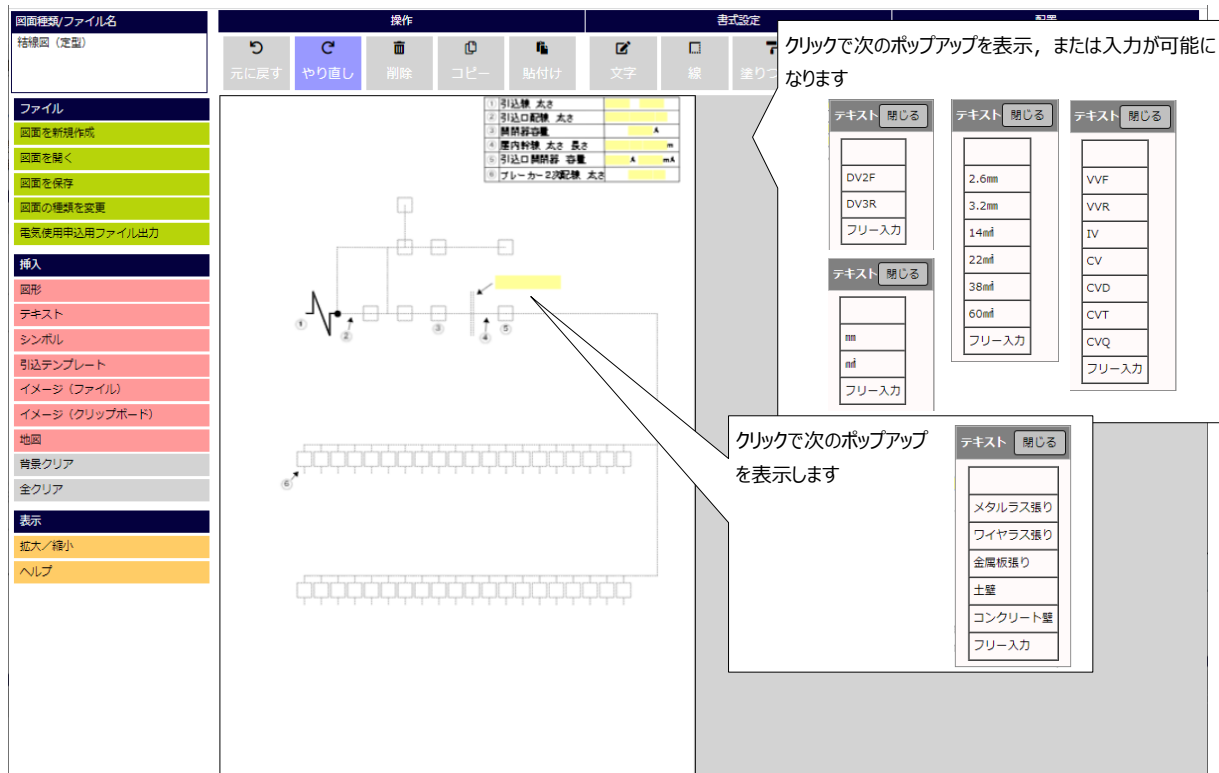 図面種類/ファイル名
結線図（定型）
操作
書式設定
配置
元に戻す
やり直し
削除
コピー
貼付け
文字
線
塗りつ
ファイル
図面を新規作成
図面を開く
図面を保存
図面の種類を変更
電気使用申込用ファイル出力
挿入
図形
テキスト
シンボル
引込テンプレート
イメージ（ファイル）
イメージ（クリップボード）
地図
背景クリア
全クリア
表示
拡大／縮小
ヘルプ
① 引込線 太さ
② 引込口配線 太さ
③ 開閉器容量 A
④ 屋内幹線 太さ 長さ m
⑤ 引込口開閉器 容量 A mA
⑥ ブレーカー2次配線 太さ
①
②
③
④
⑤
⑥
クリックで次のポップアップを表示，または入力が可能に
なります
テキスト 閉じる
DV2F
DV3R
フリー入力
テキスト 閉じる
2.6mm
3.2mm
14㎟
22㎟
38㎟
60㎟
フリー入力
テキスト 閉じる
VVF
VVR
IV
CV
CVD
CVT
CVQ
フリー入力
テキスト 閉じる
㎜
㎟
フリー入力
クリックで次のポップアップ
を表示します
テキスト 閉じる
メタルラス張り
ワイヤラス張り
金属板張り
土壁
コンクリート壁
フリー入力